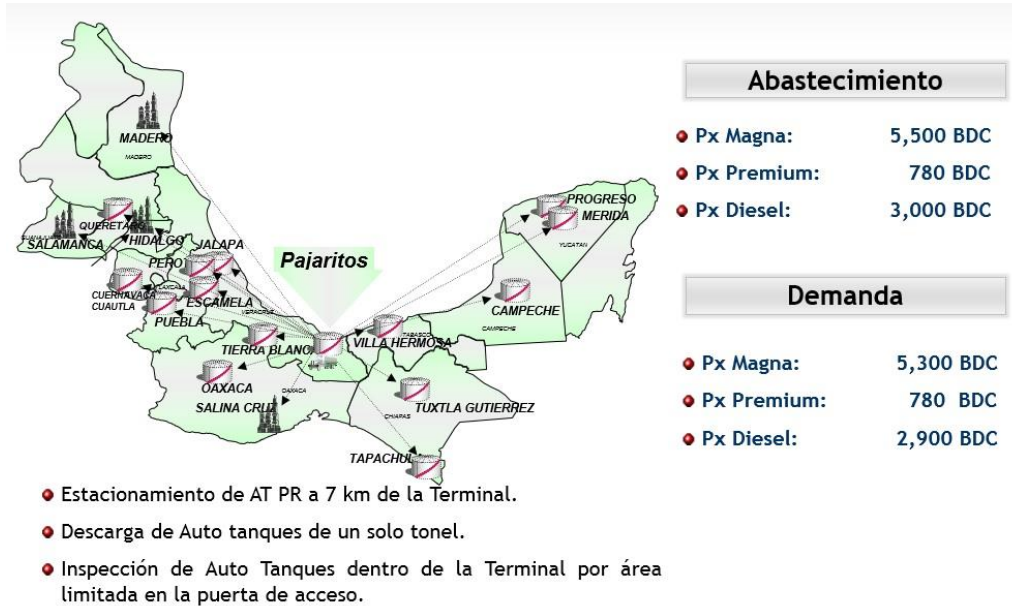 MADERO
MADERO
QUERETARO
SALAMANCA
HIDALGO
JALAPA
PEROT
TLAXCALA
CUERNAVACA
CUAUTLA
ESCAMELA
VERACRUZ
PUEBLA
Pajaritos
PROGRESO
MERIDA
YUCATAN
CAMPECHE
CAMPECHE
TIERRA BLANCA
VILLA HERMOSA
TABASCO
OAXACA
OAXACA
SALINA CRUZ
TUXTLA GUTIERREZ
CHIAPAS
TAPACHUL
Abastecimiento
Px Magna: 5,500 BDC
Px Premium: 780 BDC
Px Diesel: 3,000 BDC
Demanda
Px Magna: 5,300 BDC
Px Premium: 780 BDC
Px Diesel: 2,900 BDC
Estacionamiento de AT PR a 7 km de la Terminal.
Descarga de Auto tanques de un solo tonel.
Inspección de Auto Tanques dentro de la Terminal por área
limitada en la puerta de acceso.